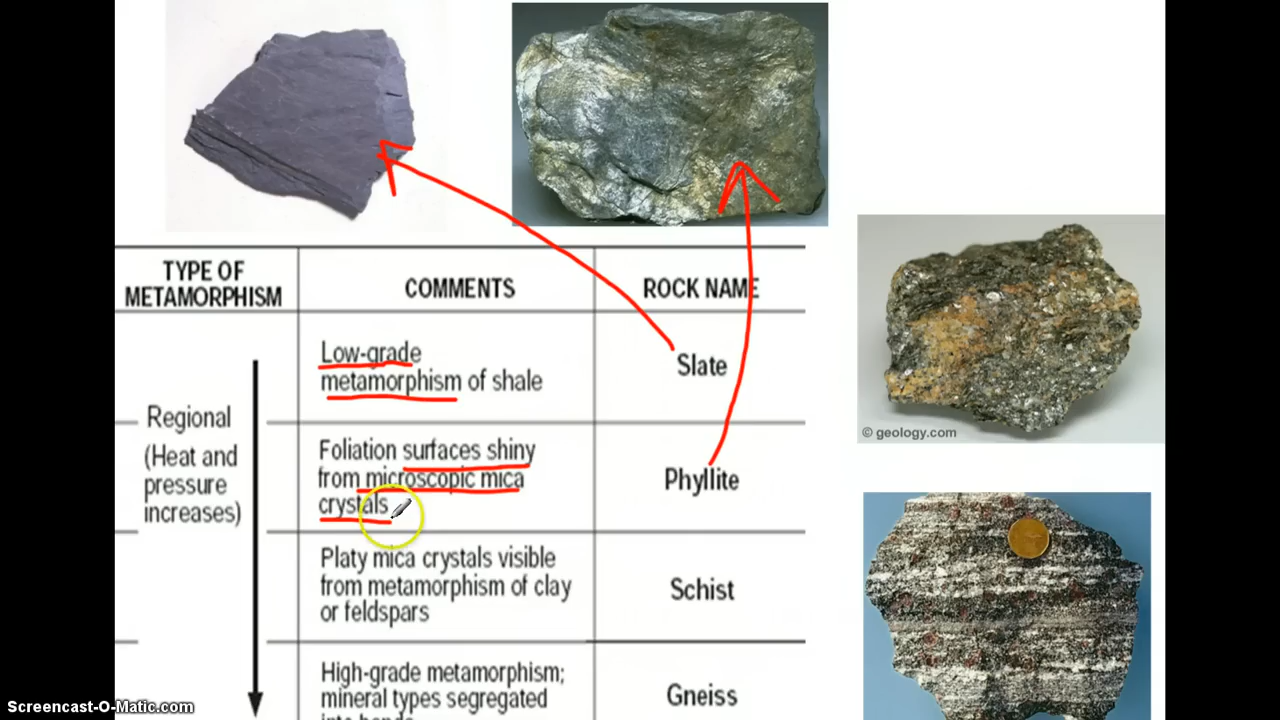 TYPE OF
METAMORPHISM
COMMENTS
ROCK NAME
Low-grade
metamorphism of shale
Slate
Regional
(Heat and
pressure
increases)
Foliation surfaces shiny
from microscopic mica
crystals
Phyllite
Platy mica crystals visible
from metamorphism of clay
or feldspars
Schist
High-grade metamorphism;
mineral types segregated
into bands
Gneiss
© geology.com
Screencast-O-Matic.com